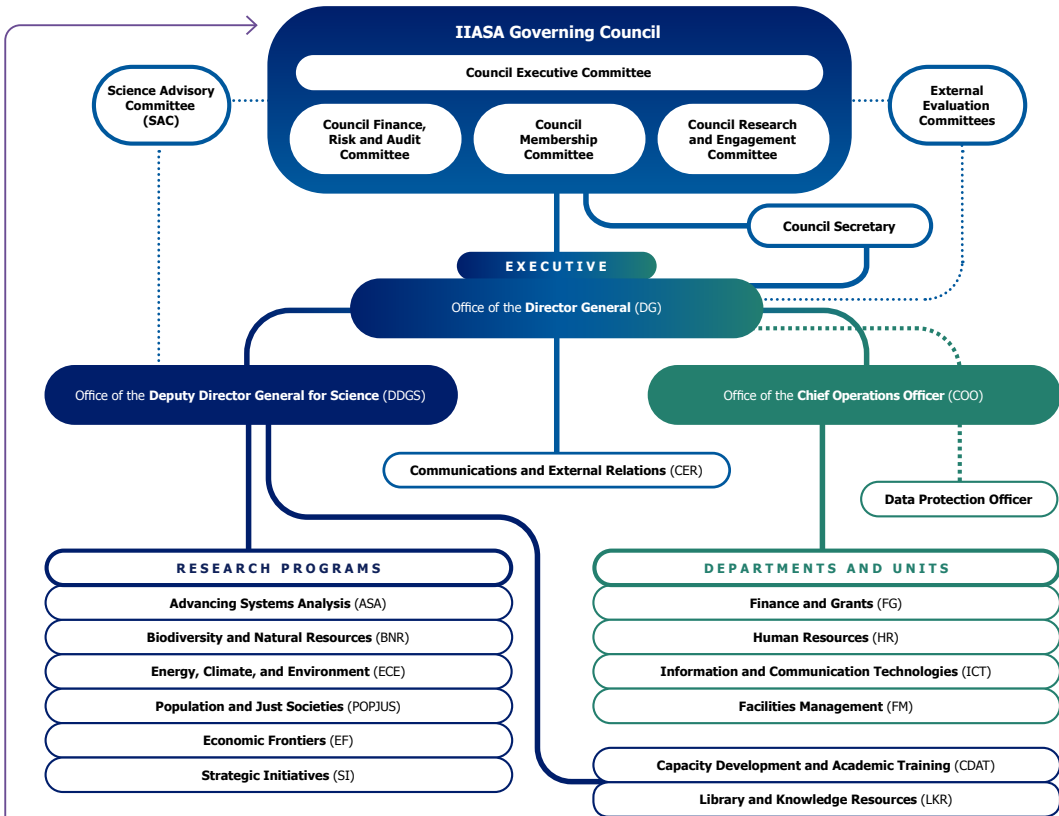 IIASA Governing Council
Council Executive Committee
Science Advisory
Committee
(SAC)
Council Finance,
Risk and Audit
Committee
Council
Membership
Committee
Council Research
and Engagement
Committee
External
Evaluation
Committees
Council Secretary
EXECUTIVE
Office of the Director General (DG)
Office of the Deputy Director General for Science (DDGS)
Office of the Chief Operations Officer (COO)
Communications and External Relations (CER)
Data Protection Officer
RESEARCH PROGRAMS
Advancing Systems Analysis (ASA)
Biodiversity and Natural Resources (BNR)
Energy, Climate, and Environment (ECE)
Population and Just Societies (POPJUS)
Economic Frontiers (EF)
Strategic Initiatives (SI)
DEPARTMENTS AND UNITS
Finance and Grants (FG)
Human Resources (HR)
Information and Communication Technologies (ICT)
Facilities Management (FM)
Capacity Development and Academic Training (CDAT)
Library and Knowledge Resources (LKR)